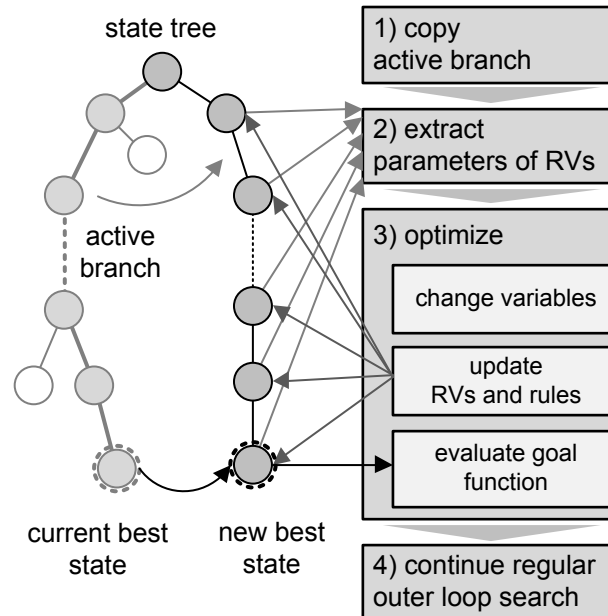 state tree
active
branch
current best
state
new best
state
1) copy
active branch
2) extract
parameters of RVs
3) optimize
change variables
update
RVs and rules
evaluate goal
function
4) continue regular
outer loop search